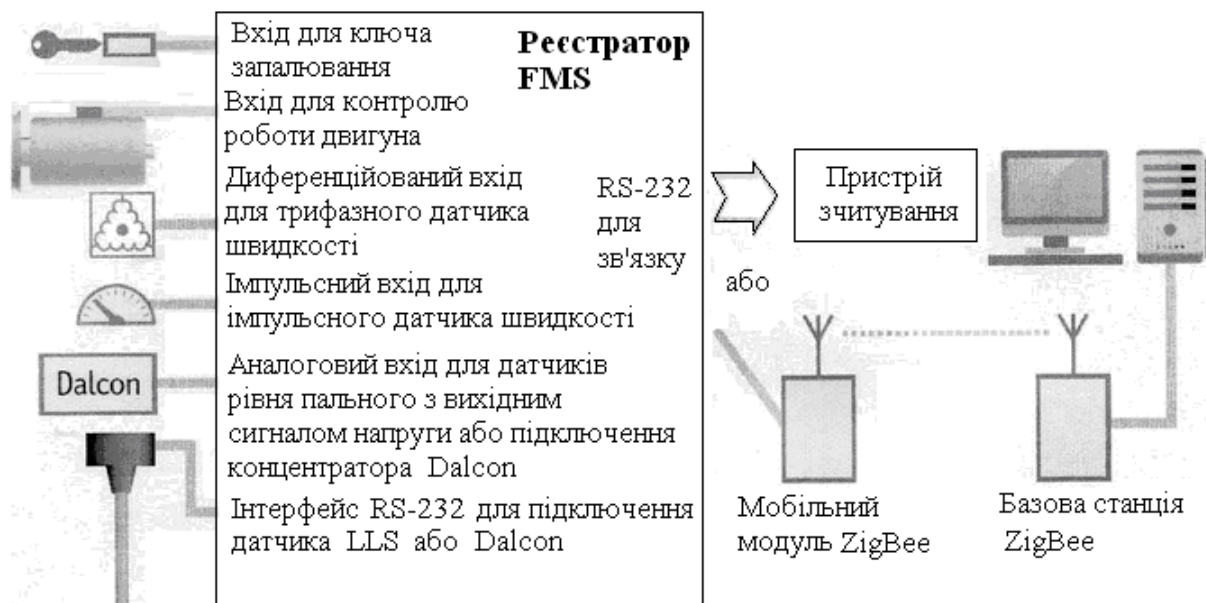 Вхід для ключа
запалювання
Реєстратор
FMS
Вхід для контролю
роботи двигуна
Диференційований вхід
для трифазного датчика
швидкості
RS-232
для
зв'язку
Імпульсний вхід для
імпульсного датчика швидкості
Dalcon
Аналоговий вхід для датчиків
рівня пального з вихідним
сигналом напруги або підключення
концентратора Dalcon
Інтерфейс RS-232 для підключення
датчика LLS або Dalcon
Пристрій
зчитування
або
Мобільний
модуль ZigBee
Базова станція
ZigBee